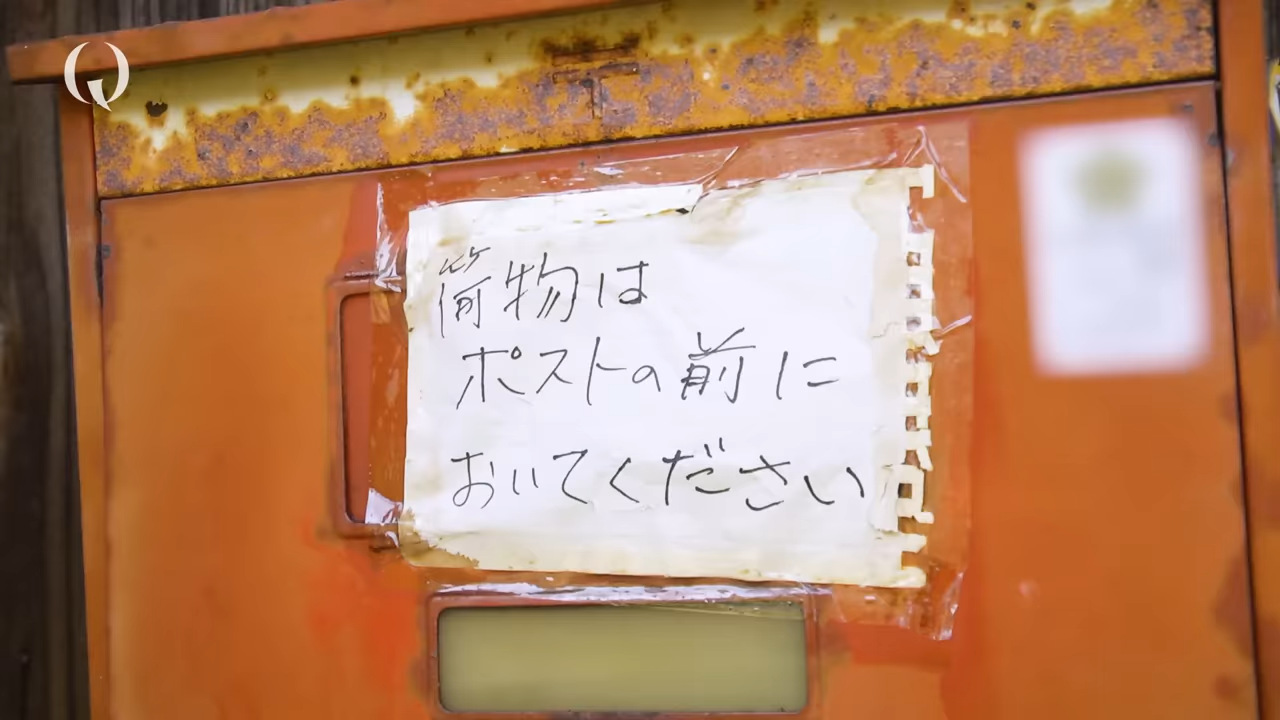 〒
荷物は
ポストの前に
おいてください